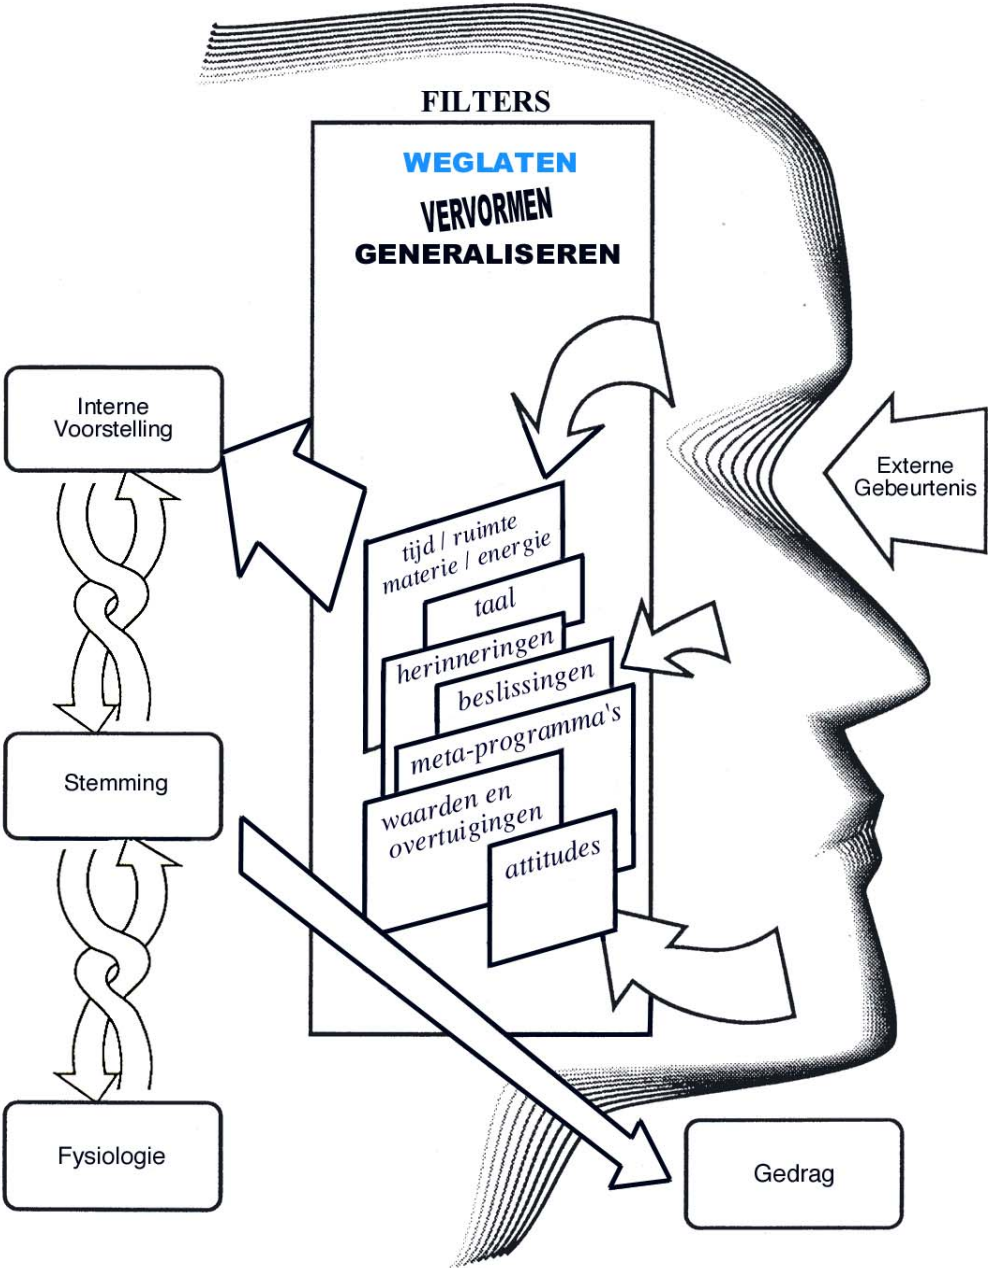 FILTERS
WEGLATEN
VERVORMEN
GENERALISEREN
Interne
Voorstelling
Externe
Gebeurtenis
tijd / ruimte
materie / energie
taal
herinneringen
beslissingen
meta-programma's
waarden en
overtuigingen
attitudes
Stemming
Fysiologie
Gedrag